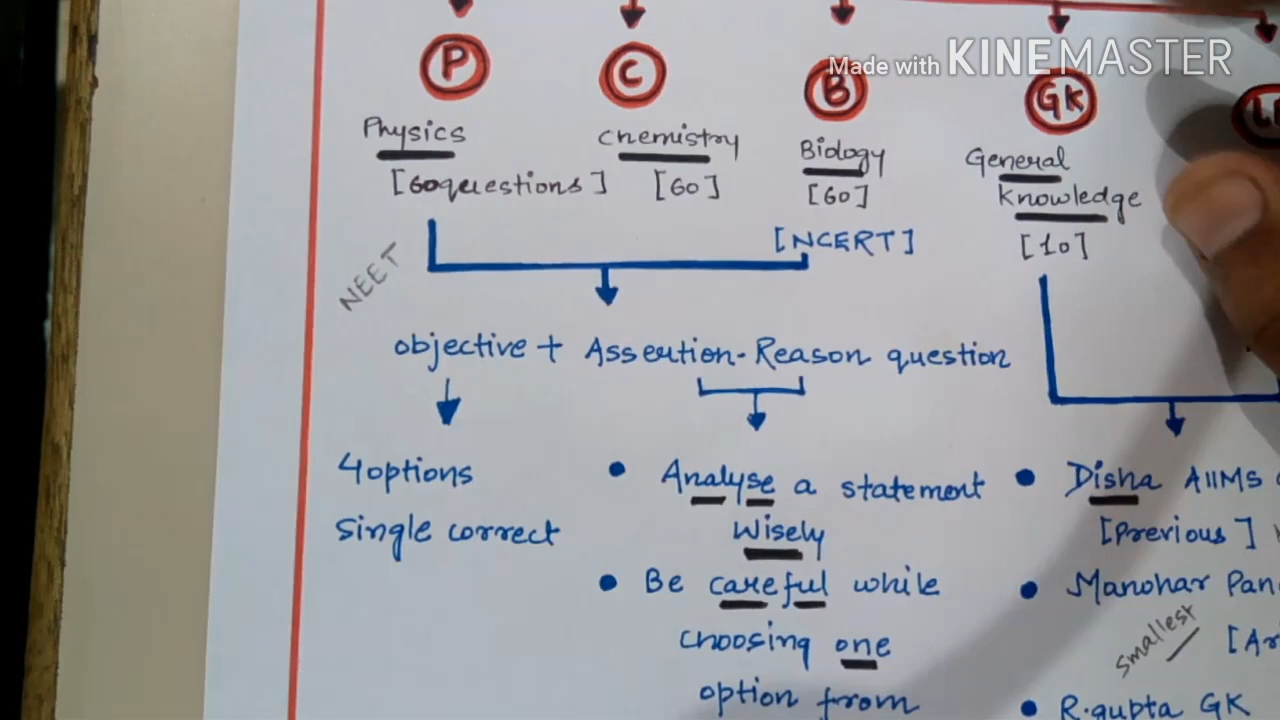 Made with KINEMASTER
P C B GK
Physics Chemistry Biology General
Knowledge
[60questions] [60] [60] [10]
[NCERT]
NEET
objective + Assertion-Reason question
4options
single correct
• Analyse a statement
Wisely
• Be careful while
choosing one
option from
• Disha AIIMS
[Previous]
• Manohar
smallest
• R.gupta GK